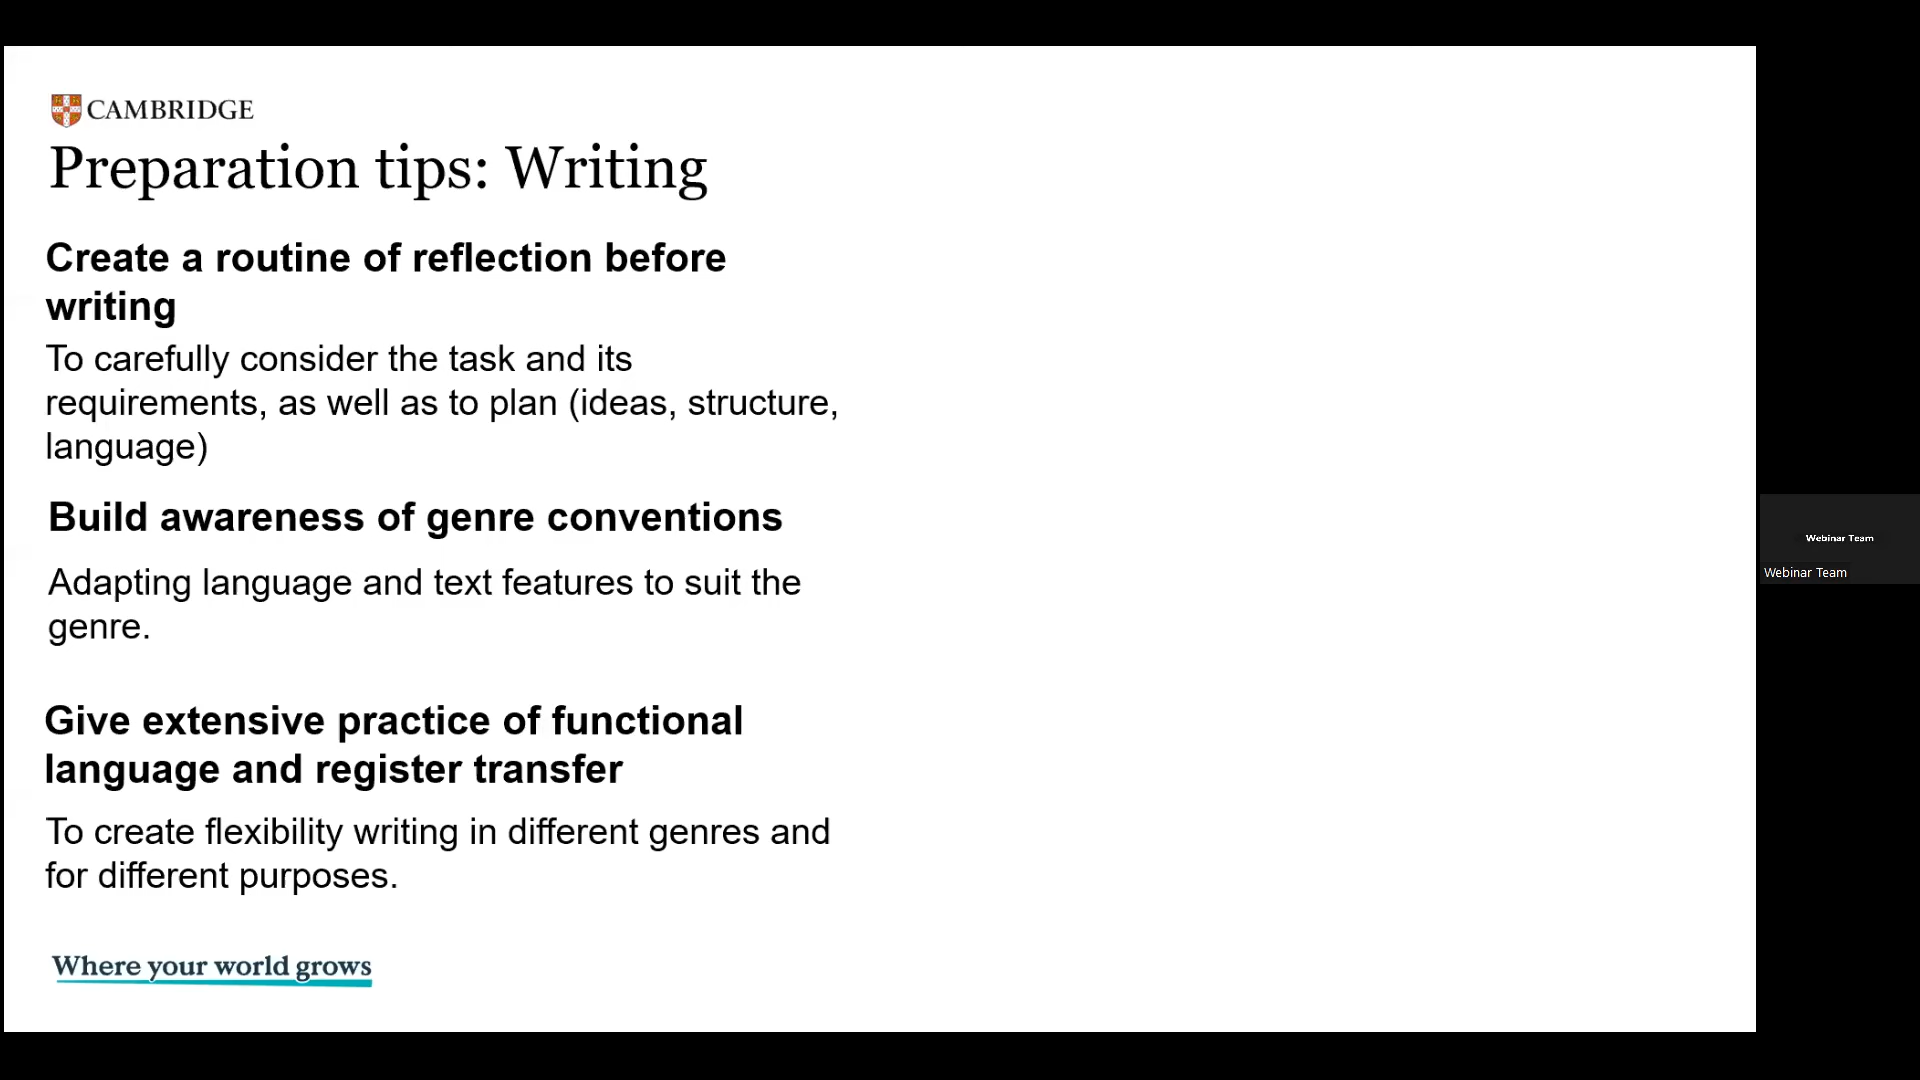 CAMBRIDGE
Preparation tips: Writing
Create a routine of reflection before
writing
To carefully consider the task and its
requirements, as well as to plan (ideas, structure,
language)
Build awareness of genre conventions
Adapting language and text features to suit the
genre.
Give extensive practice of functional
language and register transfer
To create flexibility writing in different genres and
for different purposes.
Where your world grows
Webinar Team
Webinar Team